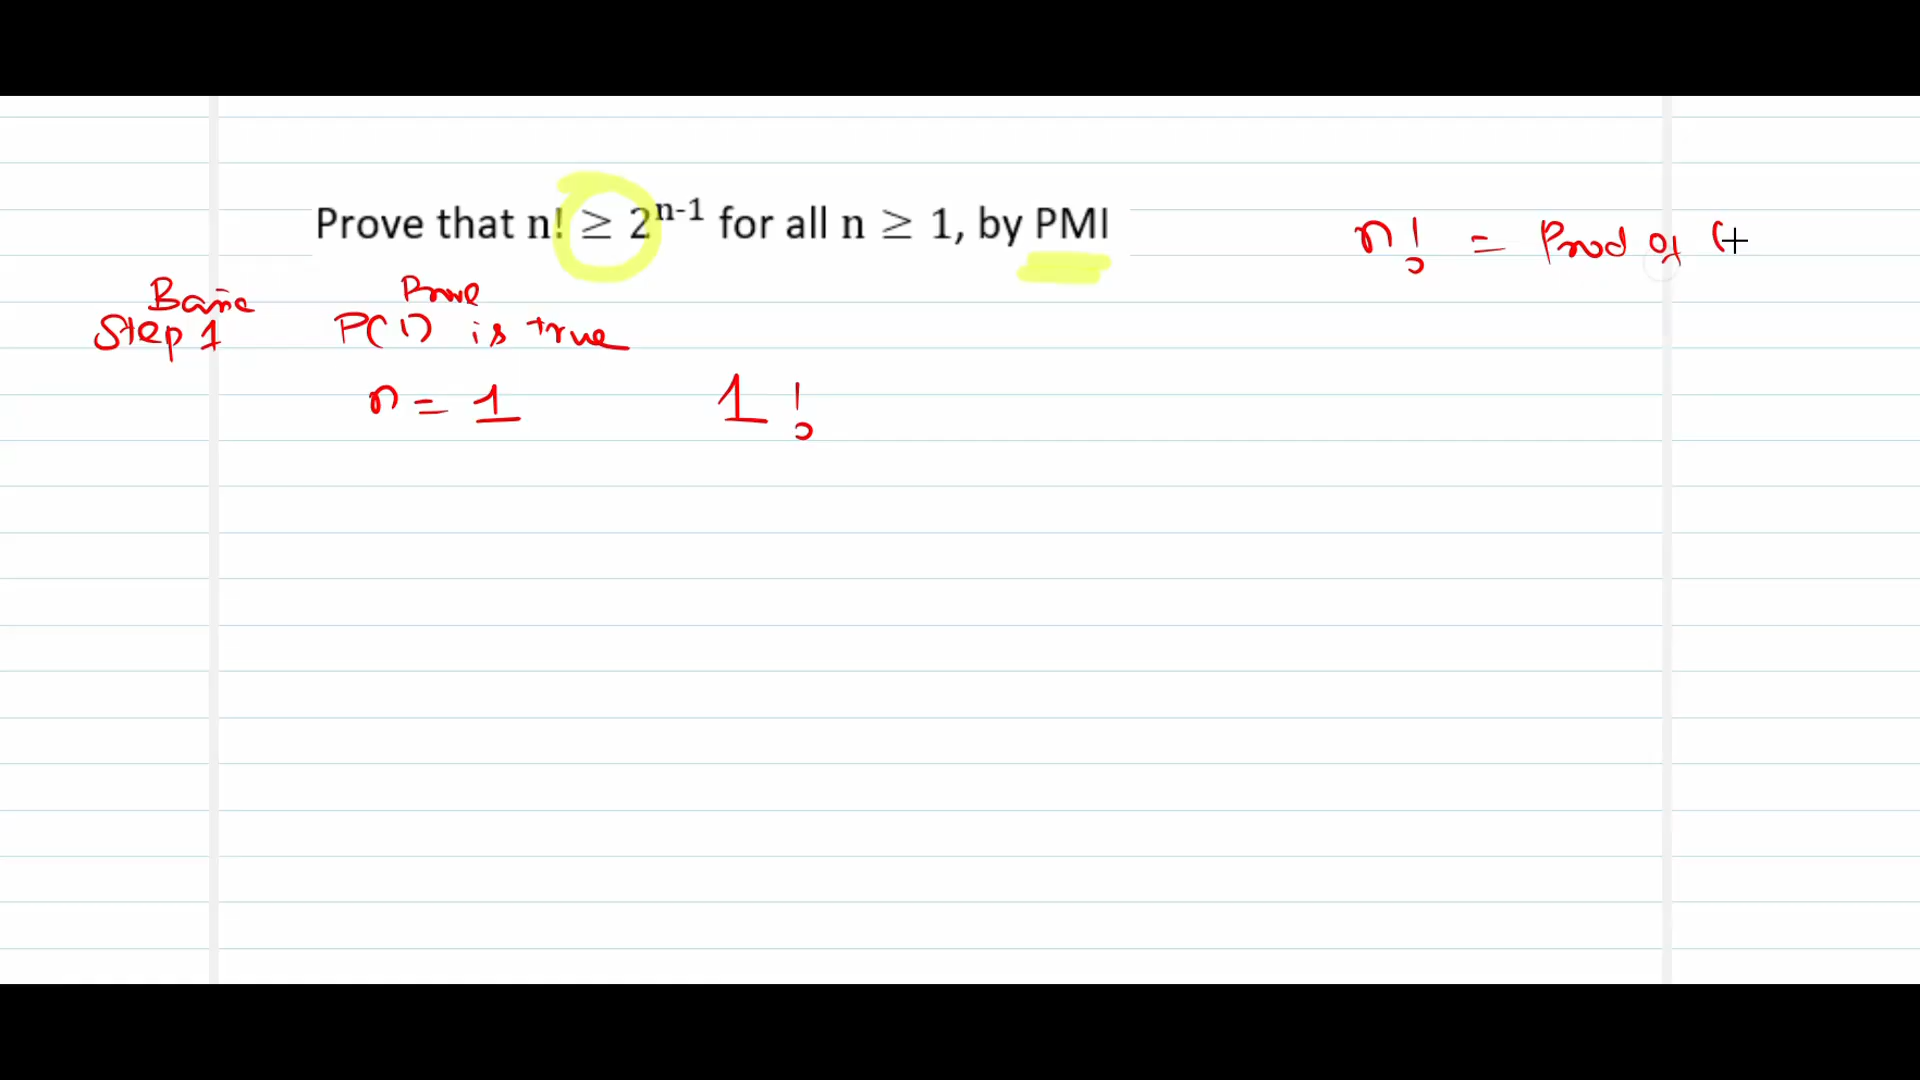 Prove that n! ≥ 2^{n-1} for all n ≥ 1, by PMI
n! = Prod of (
Basic Prove
Step 1 P(1) is true
n = 1 1!